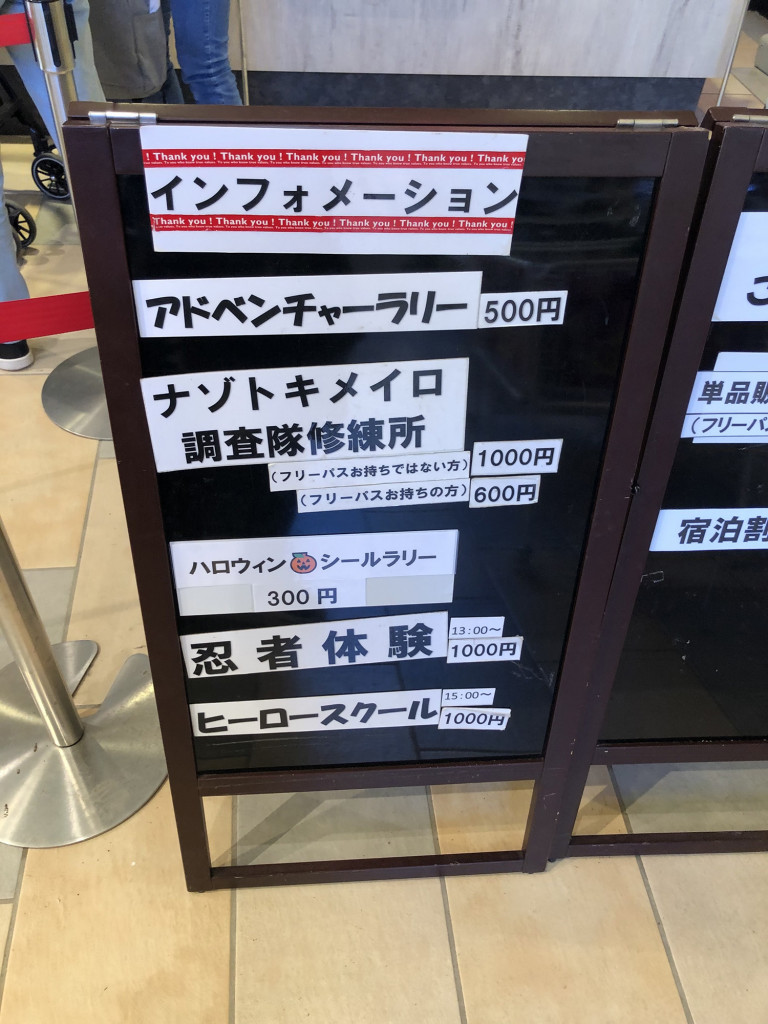 ! Thank you ! Thank you ! Thank you ! Thank you ! Thank you ! Thank yo
インフォメーション
Thank you ! Thank you ! Thank you ! Thank you ! Thank you ! Thank you !
アドベンチャーラリー 500円
ナゾトキメイロ
調査隊修練所
(フリーパスお持ちではない方) 1000円
(フリーパスお持ちの方) 600円
ハロウィン シールラリー
300円
忍者体験 13:00～ 1000円
ヒーロースクール 15:00～ 1000円
単品販
(フリーパス
宿泊割